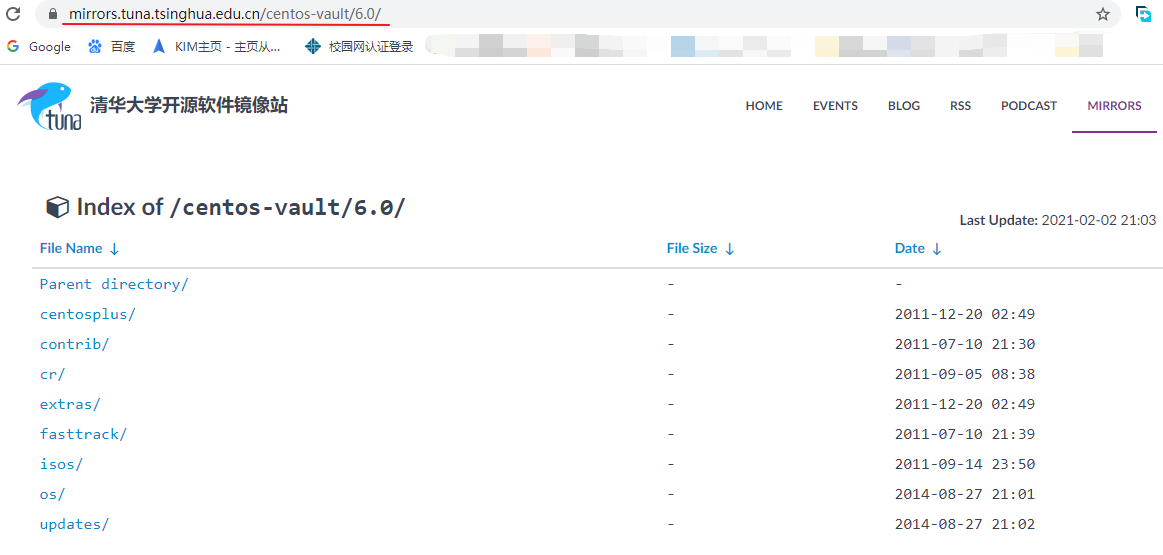 mirrors.tuna.tsinghua.edu.cn/centos-vault/6.0/
Google 百度 KIM主页 - 主页从... 校园网认证登录
tuna 清华大学开源软件镜像站 HOME EVENTS BLOG RSS PODCAST MIRRORS
Index of /centos-vault/6.0/
Last Update: 2021-02-02 21:03
File Name ↓ File Size ↓ Date ↓
Parent directory/ - -
centosplus/ - 2011-12-20 02:49
contrib/ - 2011-07-10 21:30
cr/ - 2011-09-05 08:38
extras/ - 2011-12-20 02:49
fasttrack/ - 2011-07-10 21:39
isos/ - 2011-09-14 23:50
os/ - 2014-08-27 21:01
updates/ - 2014-08-27 21:02